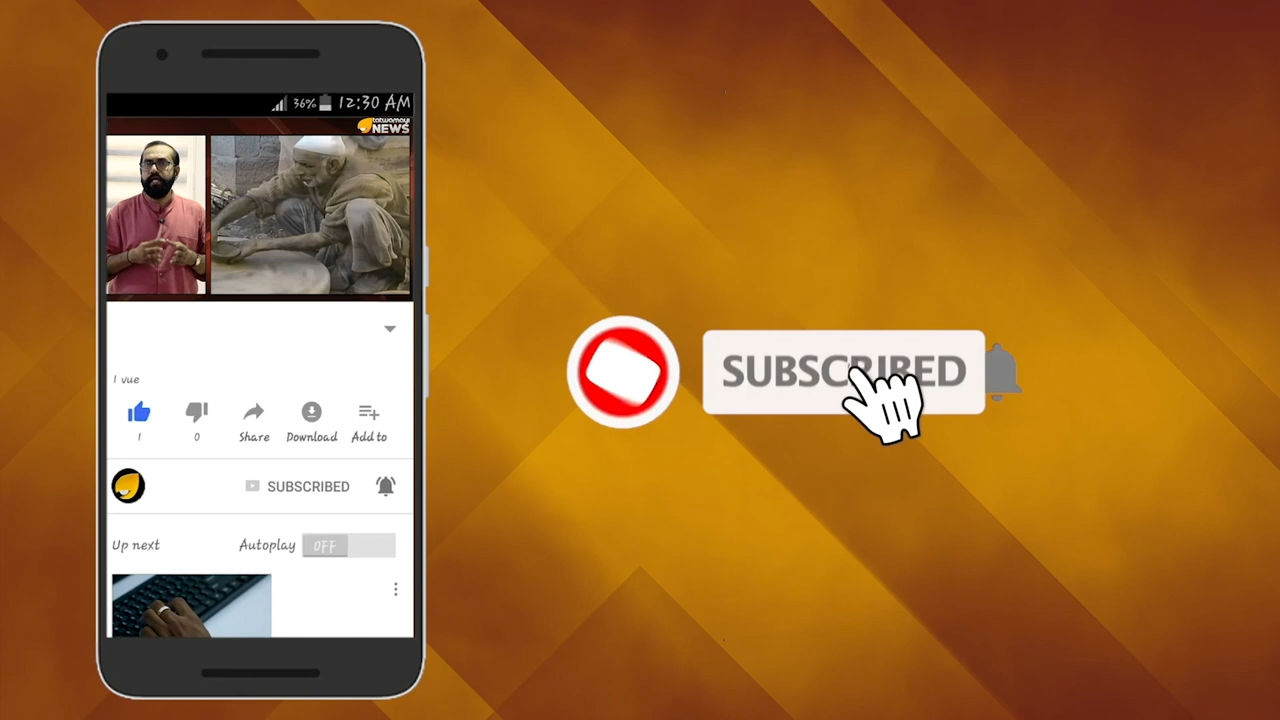 36% 12:30 AM
tatwamayi
NEWS
1 vue
1 0 Share Download Add to
SUBSCRIBED
Up next Autoplay OFF
SUBSCRIBED